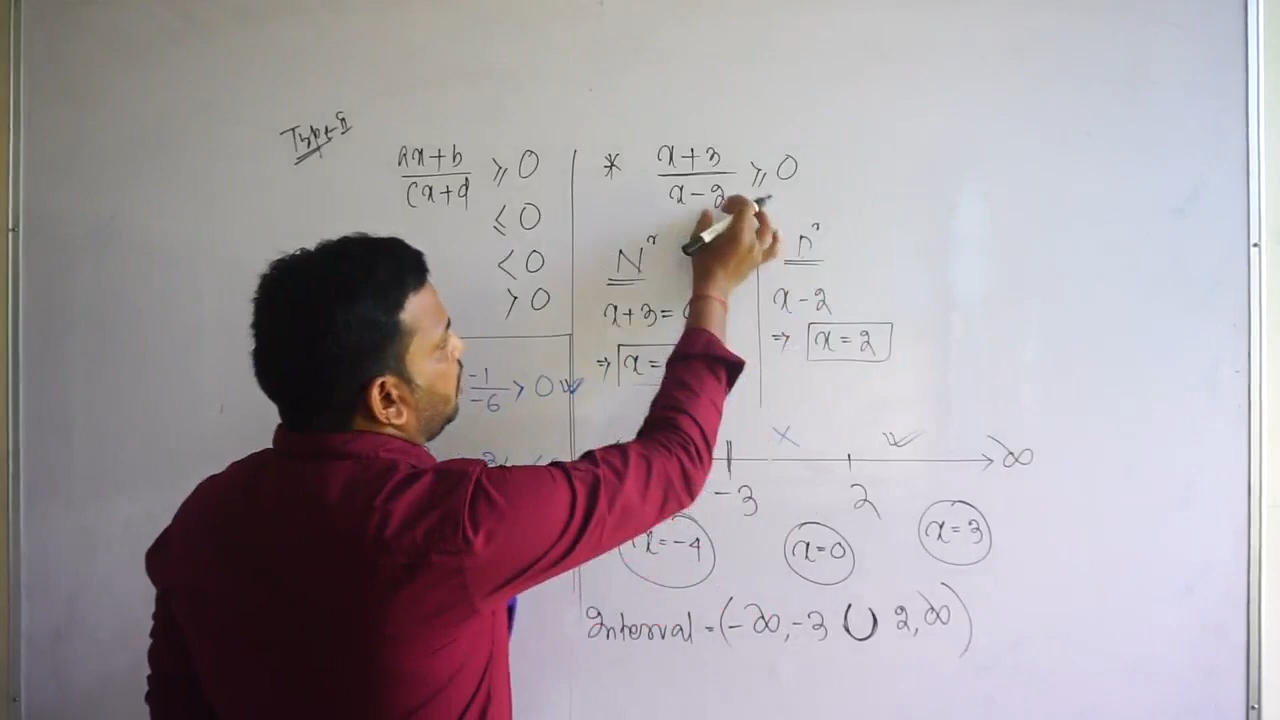 Type-II
ax+b/cx+d ≥ 0
≤ 0
< 0
> 0
-1/-6 > 0 ✓
* x+3/x-2 ≥ 0
Nʳ
x+3=
⇒ x=
Dʳ
x-2
⇒ x=2
× ✓
-3 2 ∞
x=-4 x=0 x=3
Interval = (-∞,-3 ∪ 2,∞)